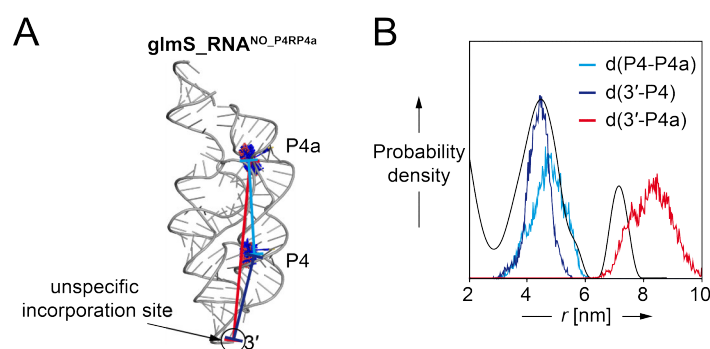 A
glmS_RNA^NO_P4RP4a
P4a
P4
unspecific
incorporation site
3′
B
d(P4-P4a)
d(3′-P4)
d(3′-P4a)
Probability
density
2 4 6 8 10
r [nm]